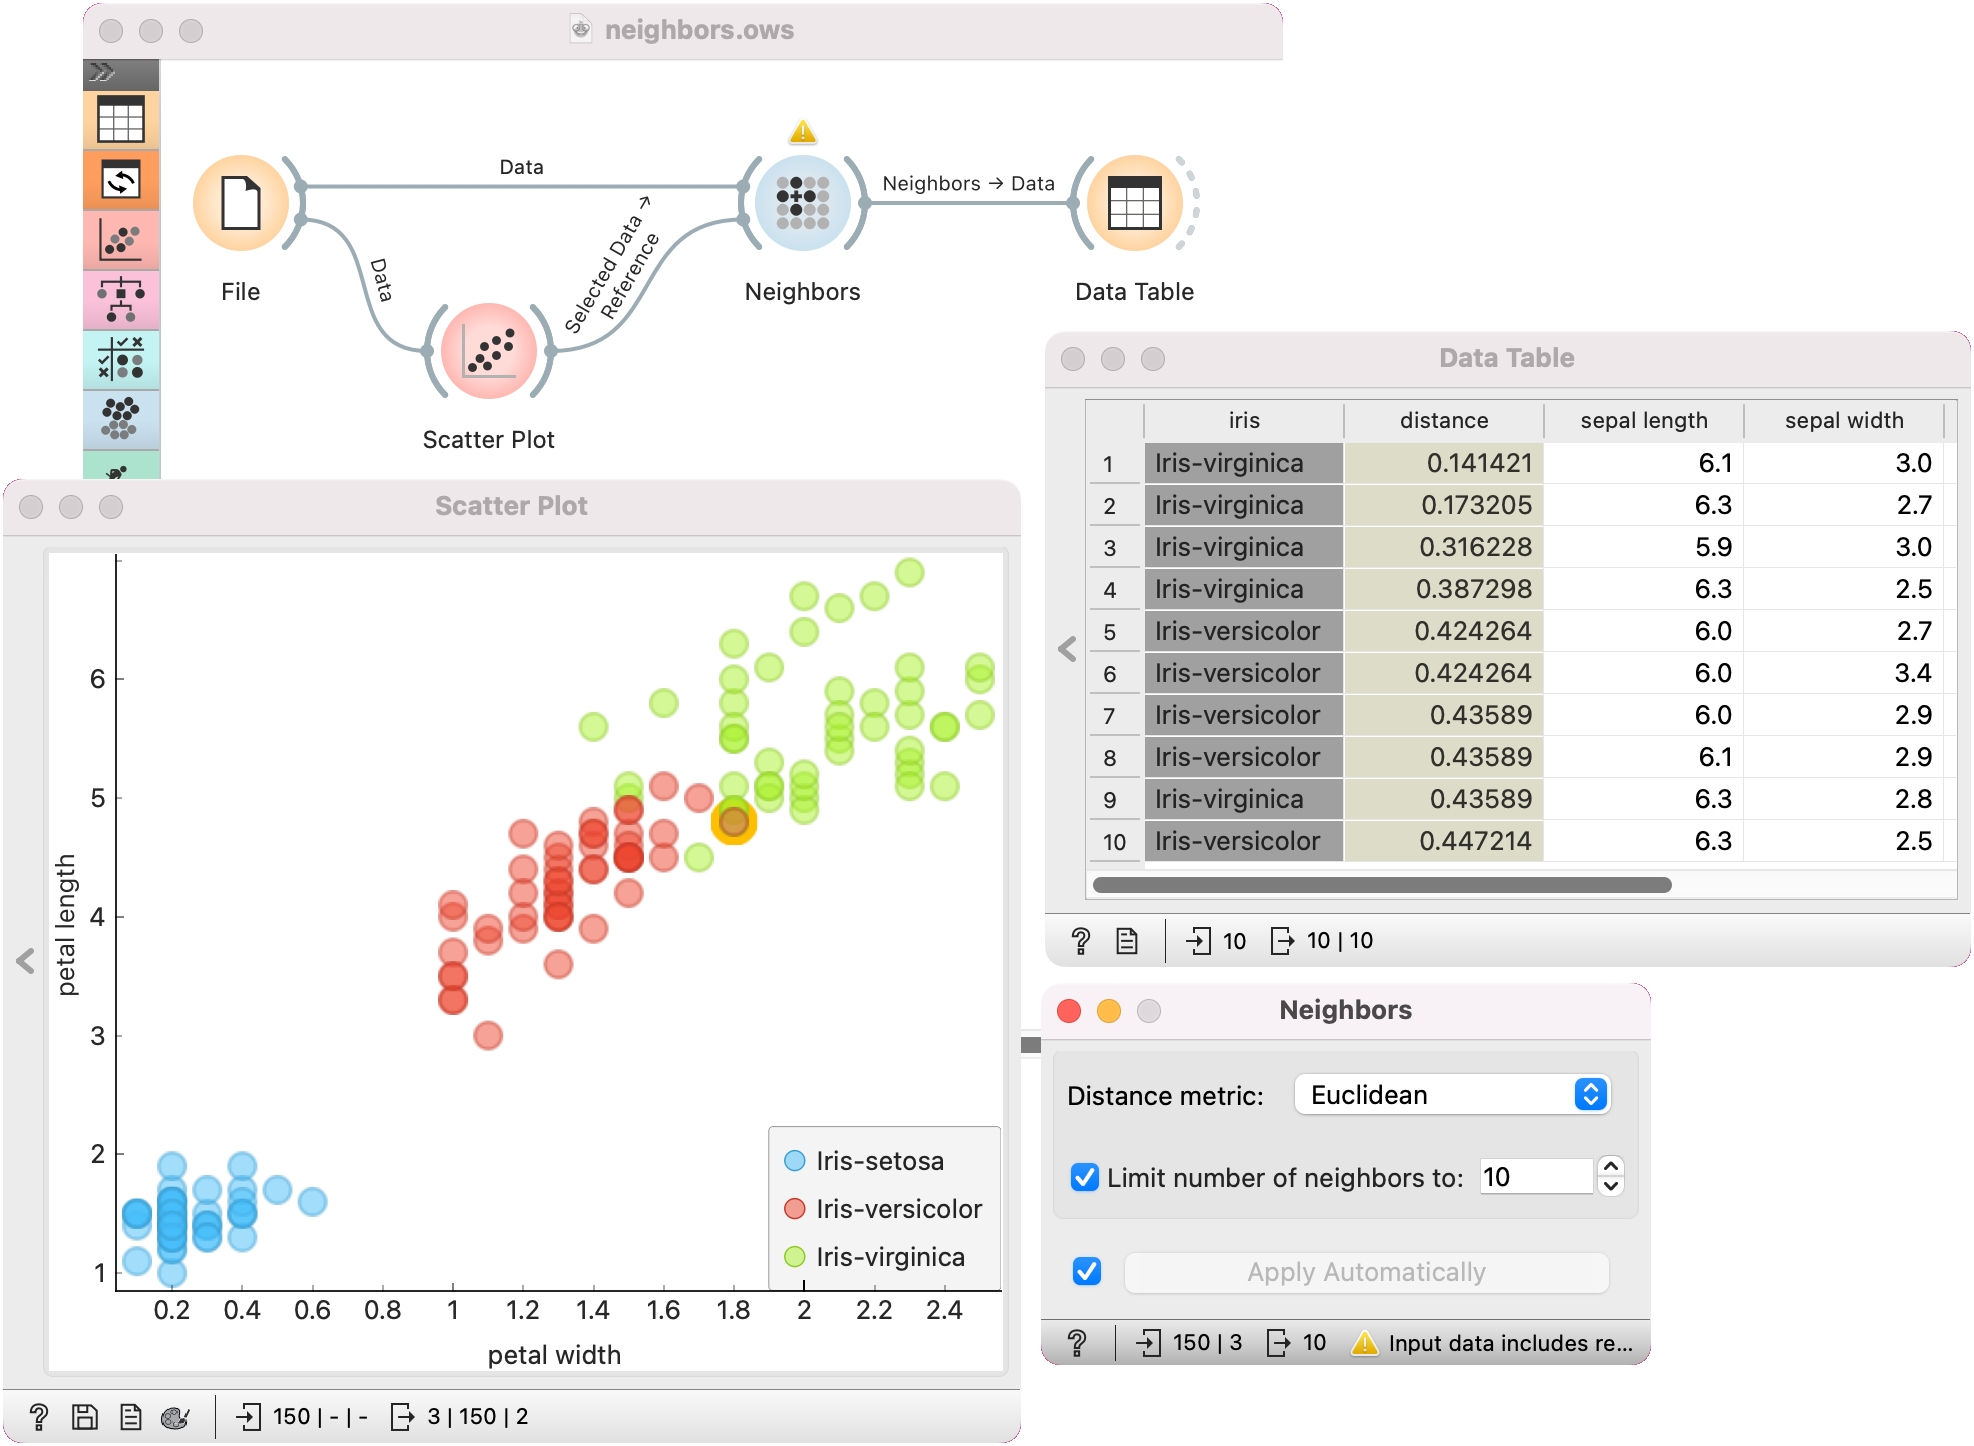 neighbors.ows
Data
Neighbors → Data
Selected Data →
Reference
Data
File
Neighbors
Data Table
Scatter Plot
Data Table
iris distance sepal length sepal width
1 Iris-virginica 0.141421 6.1 3.0
2 Iris-virginica 0.173205 6.3 2.7
3 Iris-virginica 0.316228 5.9 3.0
4 Iris-virginica 0.387298 6.3 2.5
5 Iris-versicolor 0.424264 6.0 2.7
6 Iris-versicolor 0.424264 6.0 3.4
7 Iris-versicolor 0.43589 6.0 2.9
8 Iris-versicolor 0.43589 6.1 2.9
9 Iris-virginica 0.43589 6.3 2.8
10 Iris-versicolor 0.447214 6.3 2.5
? 10 10 | 10
Scatter Plot
petal length
6
5
4
3
2
1
Iris-setosa
Iris-versicolor
Iris-virginica
0.2 0.4 0.6 0.8 1 1.2 1.4 1.6 1.8 2 2.2 2.4
petal width
? 150 | - | - 3 | 150 | 2
Neighbors
Distance metric: Euclidean
Limit number of neighbors to: 10
Apply Automatically
? 150 | 3 10 Input data includes re...